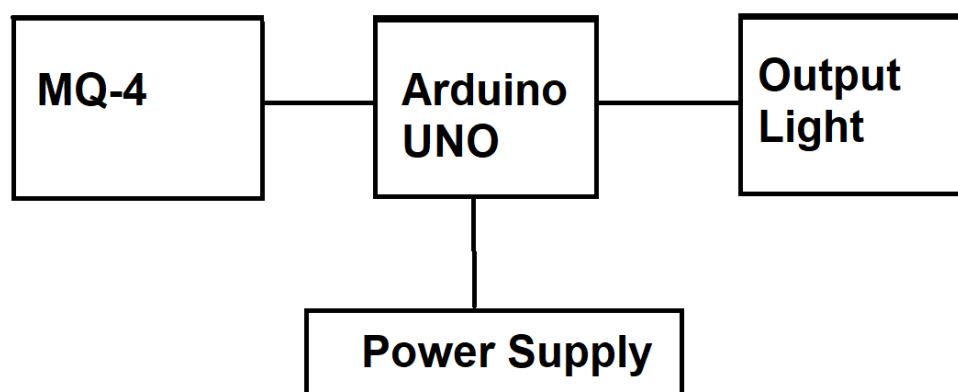 MQ-4
Arduino
UNO
Output
Light
Power Supply